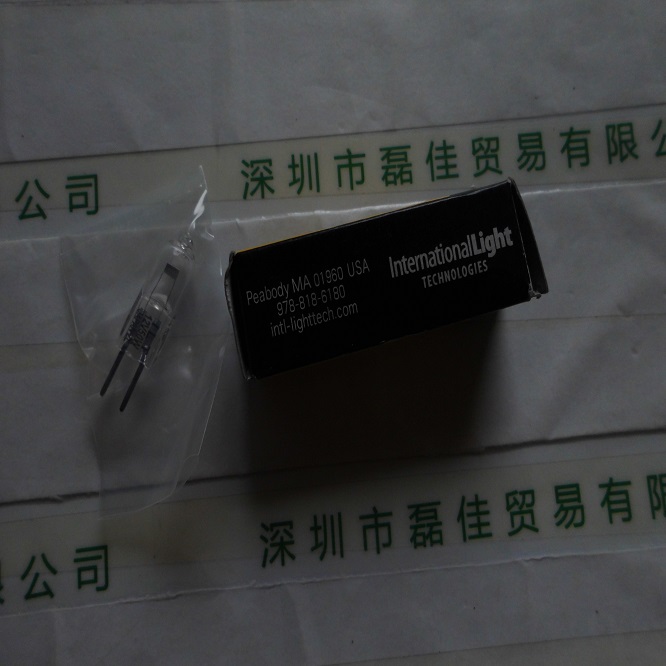 深圳市磊佳贸易有限公
公司
InternationalLight
TECHNOLOGIES
Peabody MA 01960 USA
978-818-6180
intl-lighttech.com
深圳市磊佳贸易有限
公司